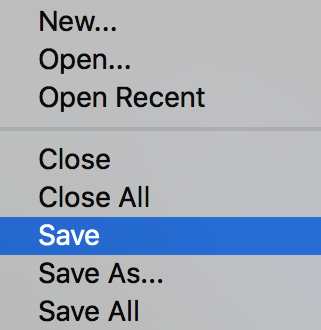 New...
Open...
Open Recent
Close
Close All
Save
Save As...
Save All